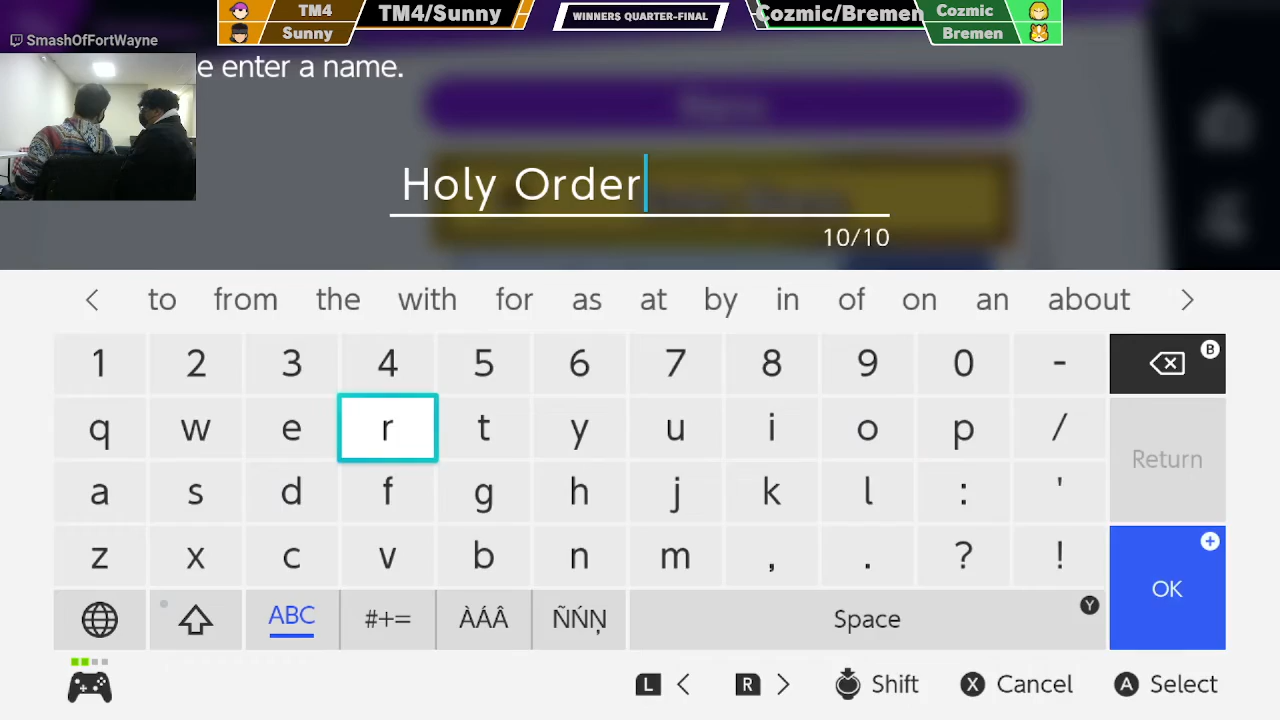 TM4
Sunny
TM4/Sunny
WINNERS QUARTER-FINAL
Cozmic/Bremen
Cozmic
Bremen
SmashOfFortWayne
e enter a name.
Holy Order
10/10
to from the with for as at by in of on an about
1 2 3 4 5 6 7 8 9 0 - B
q w e r t y u i o p /
Return
a s d f g h j k l : '
z x c v b n m , . ? ! +
OK
ABC #+= ÀÁÂ ÑŃŅ Space Y
L R Shift X Cancel A Select